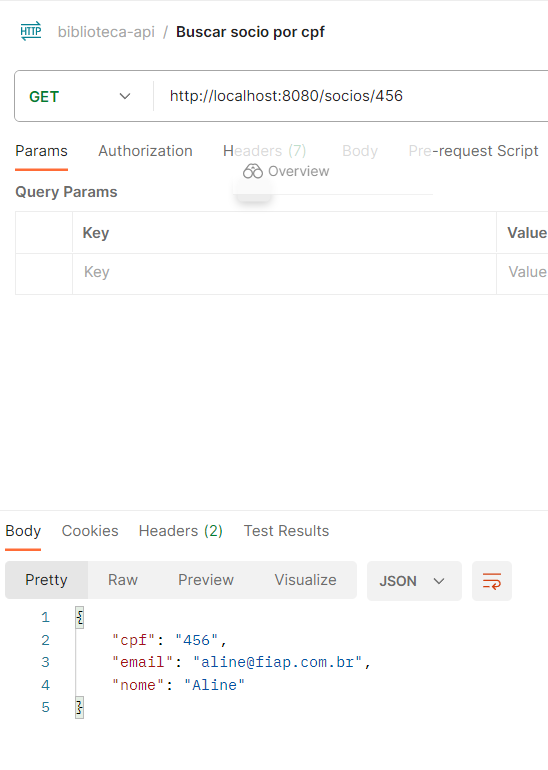 HTTP biblioteca-api / Buscar socio por cpf
GET http://localhost:8080/socios/456
Params Authorization Headers (7) Body Pre-request Script
Overview
Query Params
Key Value
Key Value
Body Cookies Headers (2) Test Results
Pretty Raw Preview Visualize JSON
1 {
2 "cpf": "456",
3 "email": "aline@fiap.com.br",
4 "nome": "Aline"
5 }